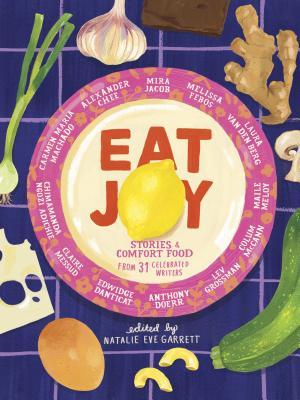 EAT
JOY
STORIES &
COMFORT FOOD
FROM 31 CELEBRATED
WRITERS
CARMEN MARIA MACHADO
ALEXANDER CHEE
MIRA JACOB
MELISSA FEBOS
LAURA VAN DEN BERG
MAILE MELOY
COLUM McCANN
LEV GROSSMAN
ANTHONY DOERR
EDWIDGE DANTICAT
CLAIRE MESSUD
CHIMAMANDA NGOZI ADICHIE
edited by
NATALIE EVE GARRETT